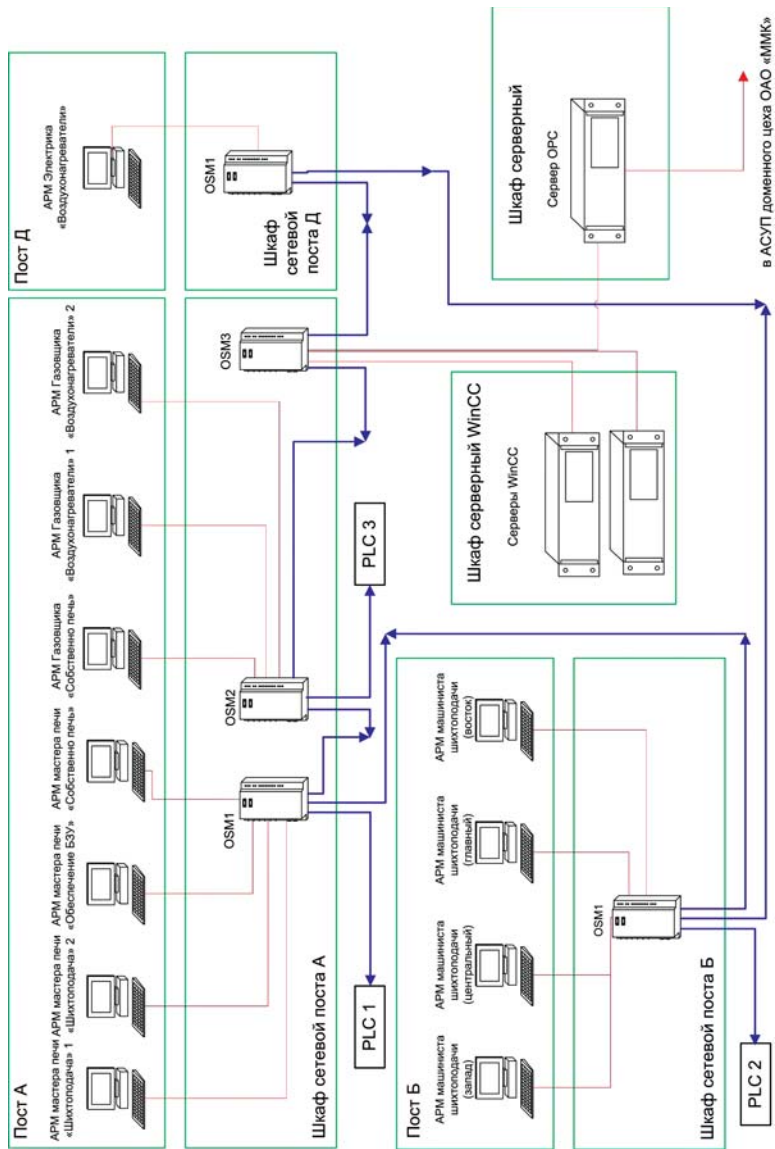 Пост А
АРМ мастера печи
«Шихтоподача» 1
АРМ мастера печи
«Шихтоподача» 2
АРМ мастера печи
«Обеспечение БЗУ»
АРМ мастера печи
«Собственно печь»
АРМ Газовщика
«Собственно печь»
АРМ Газовщика
«Воздухонагреватели» 1
АРМ Газовщика
«Воздухонагреватели» 2
Пост Д
АРМ Электрика
«Воздухонагреватели»
Шкаф сетевой поста А
OSM1
OSM2
OSM3
Шкаф
сетевой
поста Д
OSM1
PLC 1
PLC 3
Пост Б
АРМ машиниста
шихтоподачи
(запад)
АРМ машиниста
шихтоподачи
(центральный)
АРМ машиниста
шихтоподачи
(главный)
АРМ машиниста
шихтоподачи
(восток)
Шкаф серверный WinCC
Серверы WinCC
Шкаф серверный
Сервер OPC
Шкаф сетевой поста Б
OSM1
PLC 2
в АСУП доменного цеха ОАО «ММК»